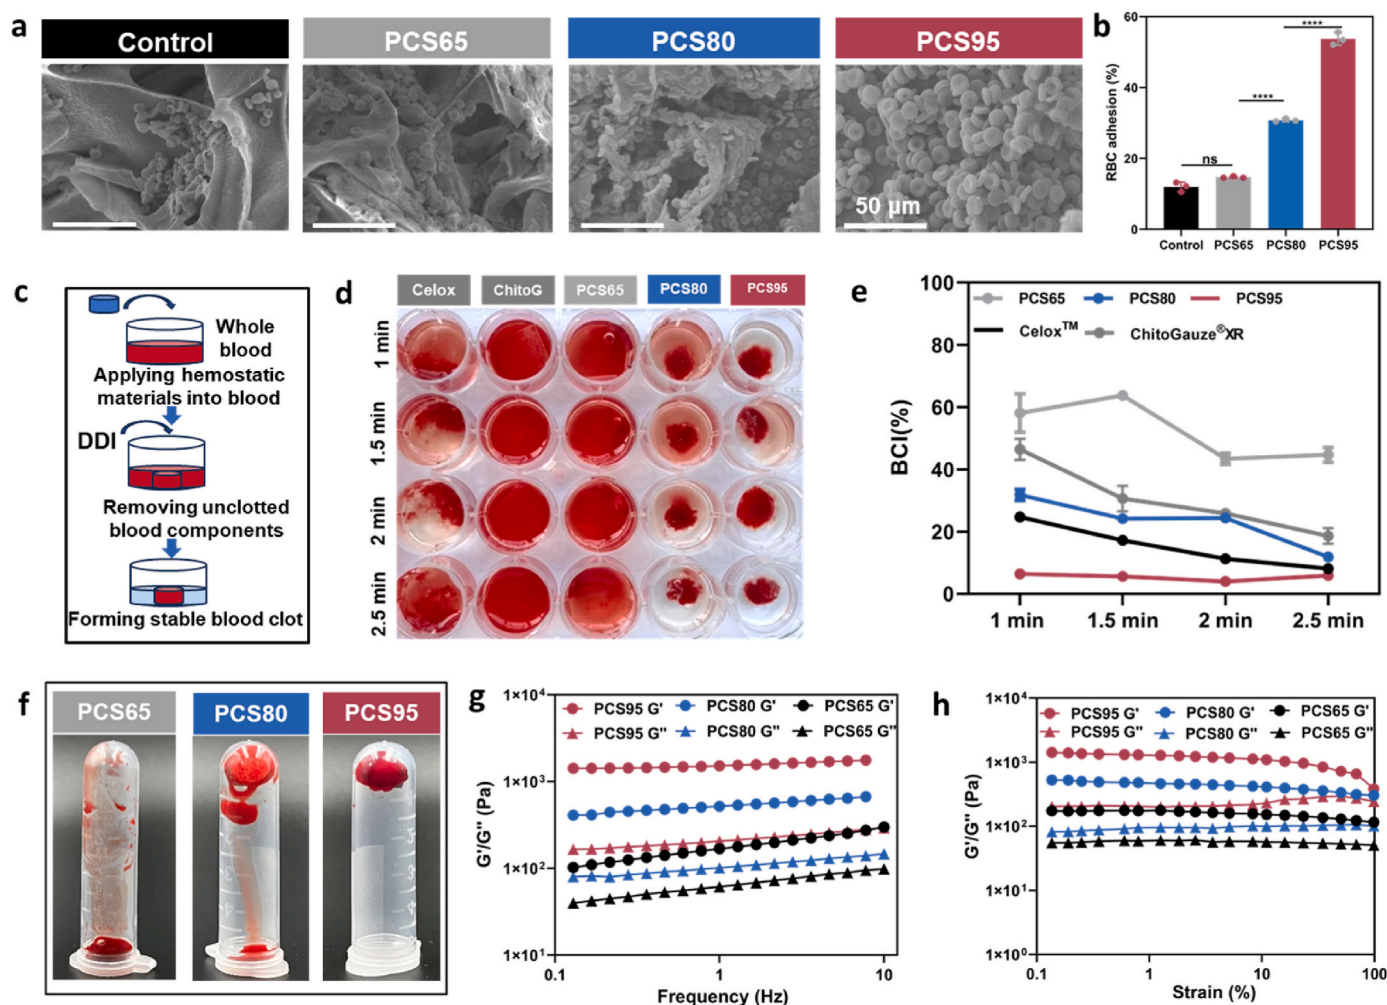 a
Control
PCS65
PCS80
PCS95
50 µm
b
RBC adhesion (%)
60
40
20
0
ns
****
****
Control PCS65 PCS80 PCS95
c
Whole
blood
Applying hemostatic
materials into blood
DDI
Removing unclotted
blood components
Forming stable blood clot
d
Celox ChitoG PCS65 PCS80 PCS95
1 min
1.5 min
2 min
2.5 min
e
PCS65 PCS80 PCS95
Celox™ ChitoGauze®XR
BCI(%)
100
80
60
40
20
0
1 min 1.5 min 2 min 2.5 min
f
PCS65
PCS80
PCS95
g
PCS95 G' PCS80 G' PCS65 G'
PCS95 G'' PCS80 G'' PCS65 G''
G'/G'' (Pa)
1×10⁴
1×10³
1×10²
1×10¹
0.1 1 10
Frequency (Hz)
h
PCS95 G' PCS80 G' PCS65 G'
PCS95 G'' PCS80 G'' PCS65 G''
G'/G'' (Pa)
1×10⁴
1×10³
1×10²
1×10¹
1×10⁰
0.1 1 10 100
Strain (%)